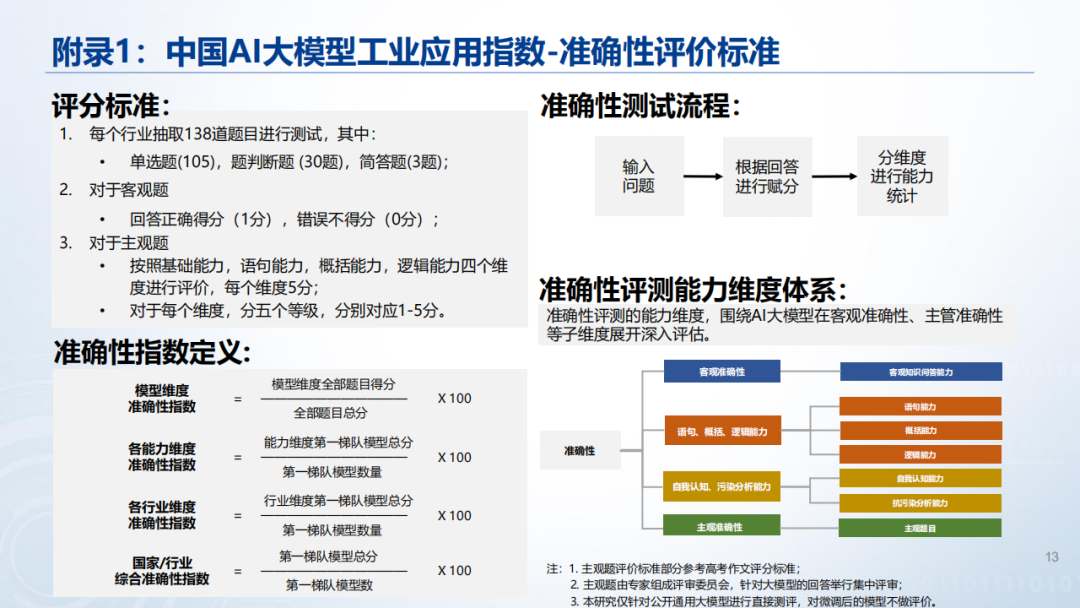 附录1：中国AI大模型工业应用指数-准确性评价标准
评分标准：
1. 每个行业抽取138道题目进行测试，其中：
• 单选题(105)，题判断题 (30题)，简答题(3题)；
2. 对于客观题
• 回答正确得分（1分），错误不得分（0分）；
3. 对于主观题
• 按照基础能力，语句能力，概括能力，逻辑能力四个维
度进行评价，每个维度5分；
• 对于每个维度，分五个等级，分别对应1-5分。
准确性指数定义：
模型维度
准确性指数
=
模型维度全部题目得分
全部题目总分
X 100
各能力维度
准确性指数
=
能力维度第一梯队模型总分
第一梯队模型数量
X 100
各行业维度
准确性指数
=
行业维度第一梯队模型总分
第一梯队模型数量
X 100
国家/行业
综合准确性指数
=
第一梯队模型总分
第一梯队模型数
X 100
准确性测试流程：
输入
问题
根据回答
进行赋分
分维度
进行能力
统计
准确性评测能力维度体系：
准确性评测的能力维度，围绕AI大模型在客观准确性、主管准确性
等子维度展开深入评估。
准确性
客观准确性
客观知识问答能力
语句、概括、逻辑能力
语句能力
概括能力
逻辑能力
自我认知、污染分析能力
自我认知能力
抗污染分析能力
主观准确性
主观题目
注：1. 主观题评价标准部分参考高考作文评分标准；
2. 主观题由专家组成评审委员会，针对大模型的回答举行集中评审；
3. 本研究仅针对公开通用大模型进行直接测评，对微调后的模型不做评价。
13